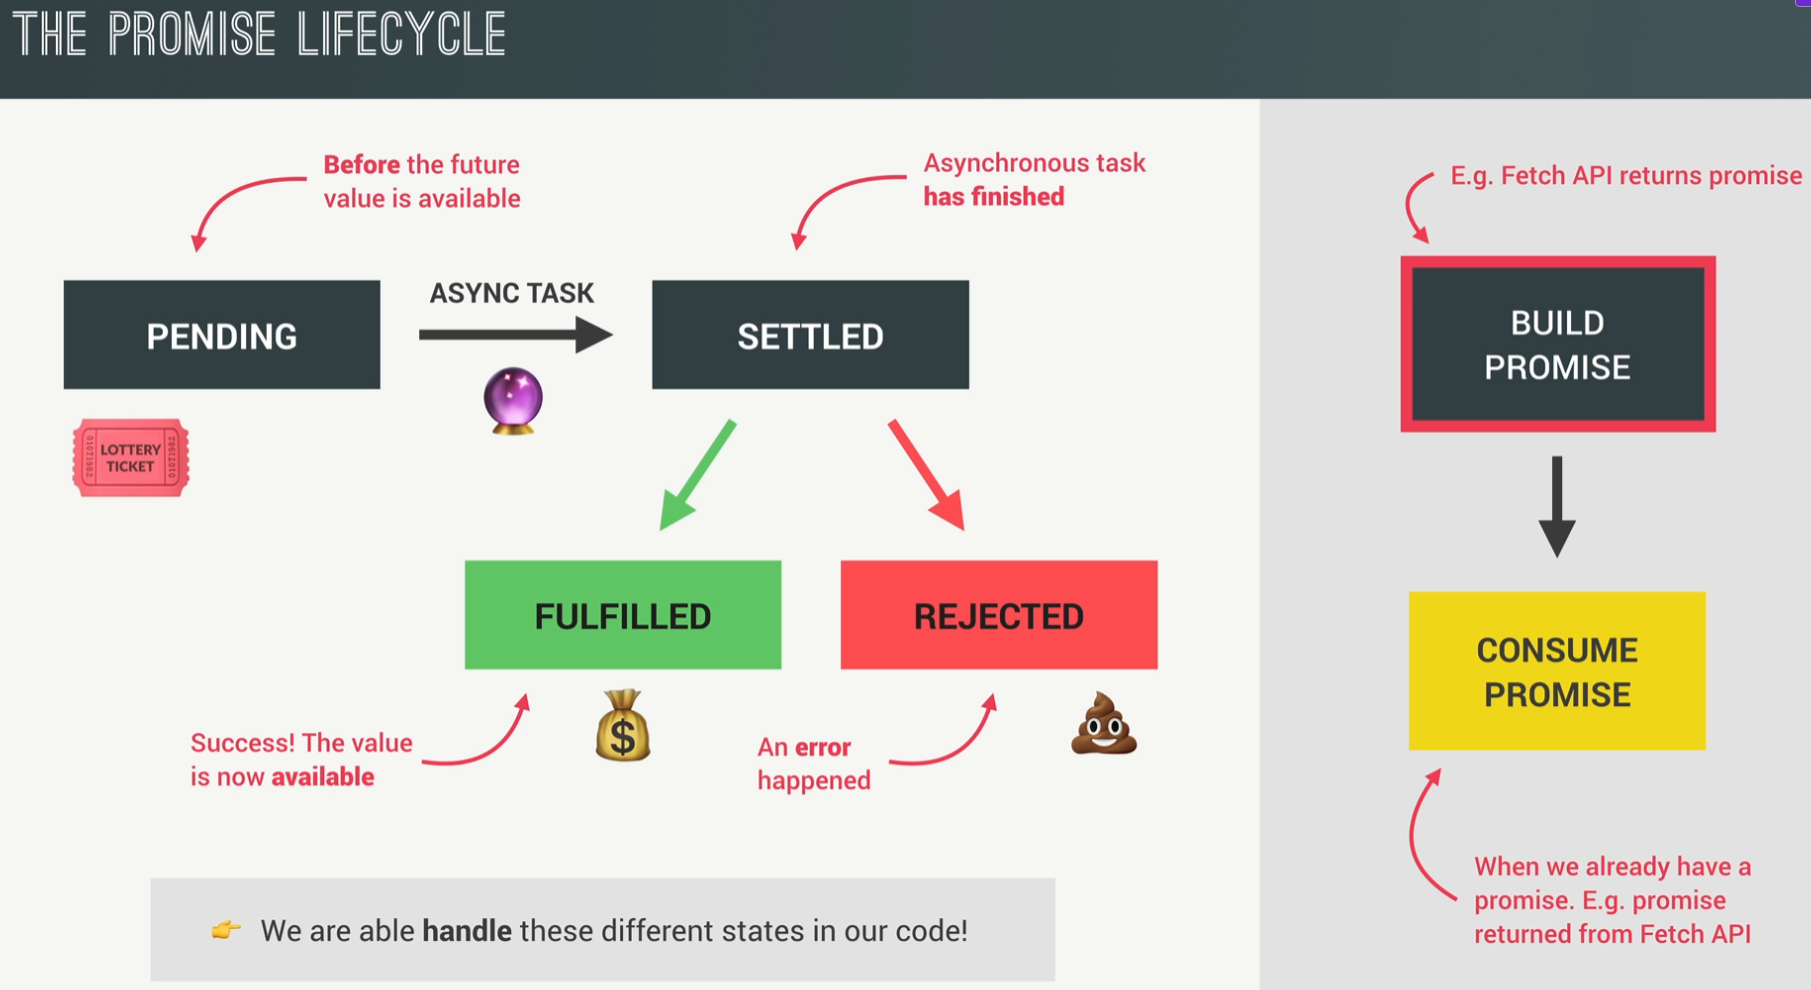 THE PROMISE LIFECYCLE
Before the future
value is available
Asynchronous task
has finished
PENDING
ASYNC TASK
SETTLED
LOTTERY
TICKET
01071982
01071982
FULFILLED
REJECTED
Success! The value
is now available
$
An error
happened
We are able handle these different states in our code!
E.g. Fetch API returns promise
BUILD
PROMISE
CONSUME
PROMISE
When we already have a
promise. E.g. promise
returned from Fetch API